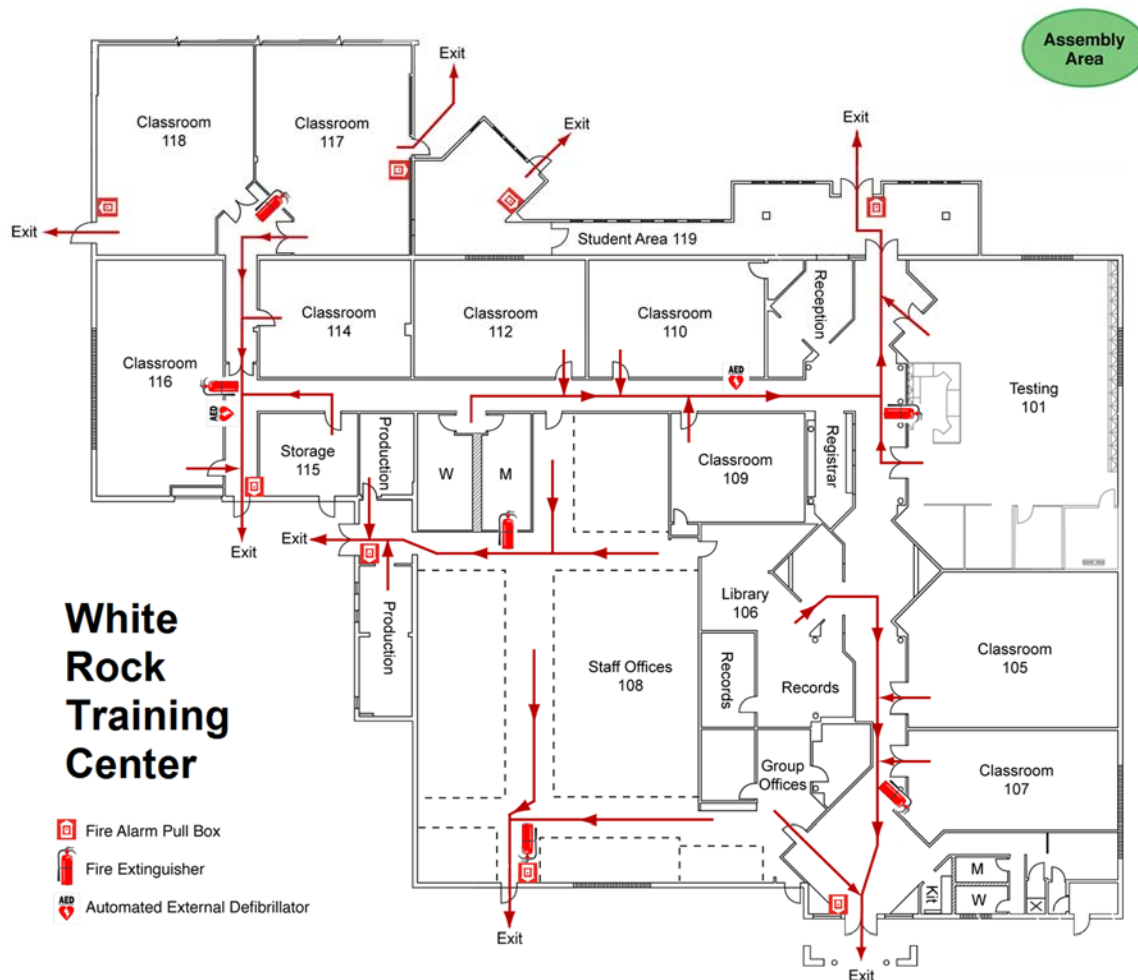 Assembly
Area
Exit
Exit
Exit
Classroom
118
Classroom
117
Exit
Student Area 119
Classroom
114
Classroom
112
Classroom
110
Reception
Classroom
116
AED
AED
Testing
101
Storage
115
Production
W
M
Classroom
109
Registrar
Exit
Exit
Production
Library
106
Staff Offices
108
Records
Records
Classroom
105
Group
Offices
Classroom
107
Kit
M
W
Exit
Exit
White
Rock
Training
Center
Fire Alarm Pull Box
Fire Extinguisher
AED
Automated External Defibrillator